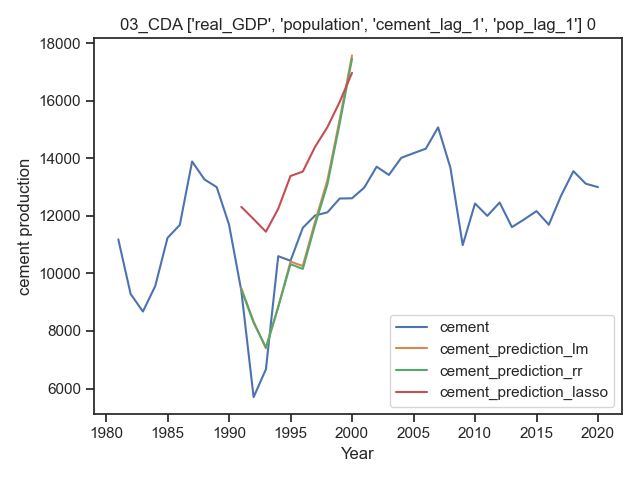 03_CDA ['real_GDP', 'population', 'cement_lag_1', 'pop_lag_1'] 0
18000
16000
14000
12000
10000
8000
6000
cement production
cement
cement_prediction_lm
cement_prediction_rr
cement_prediction_lasso
1980 1985 1990 1995 2000 2005 2010 2015 2020
Year